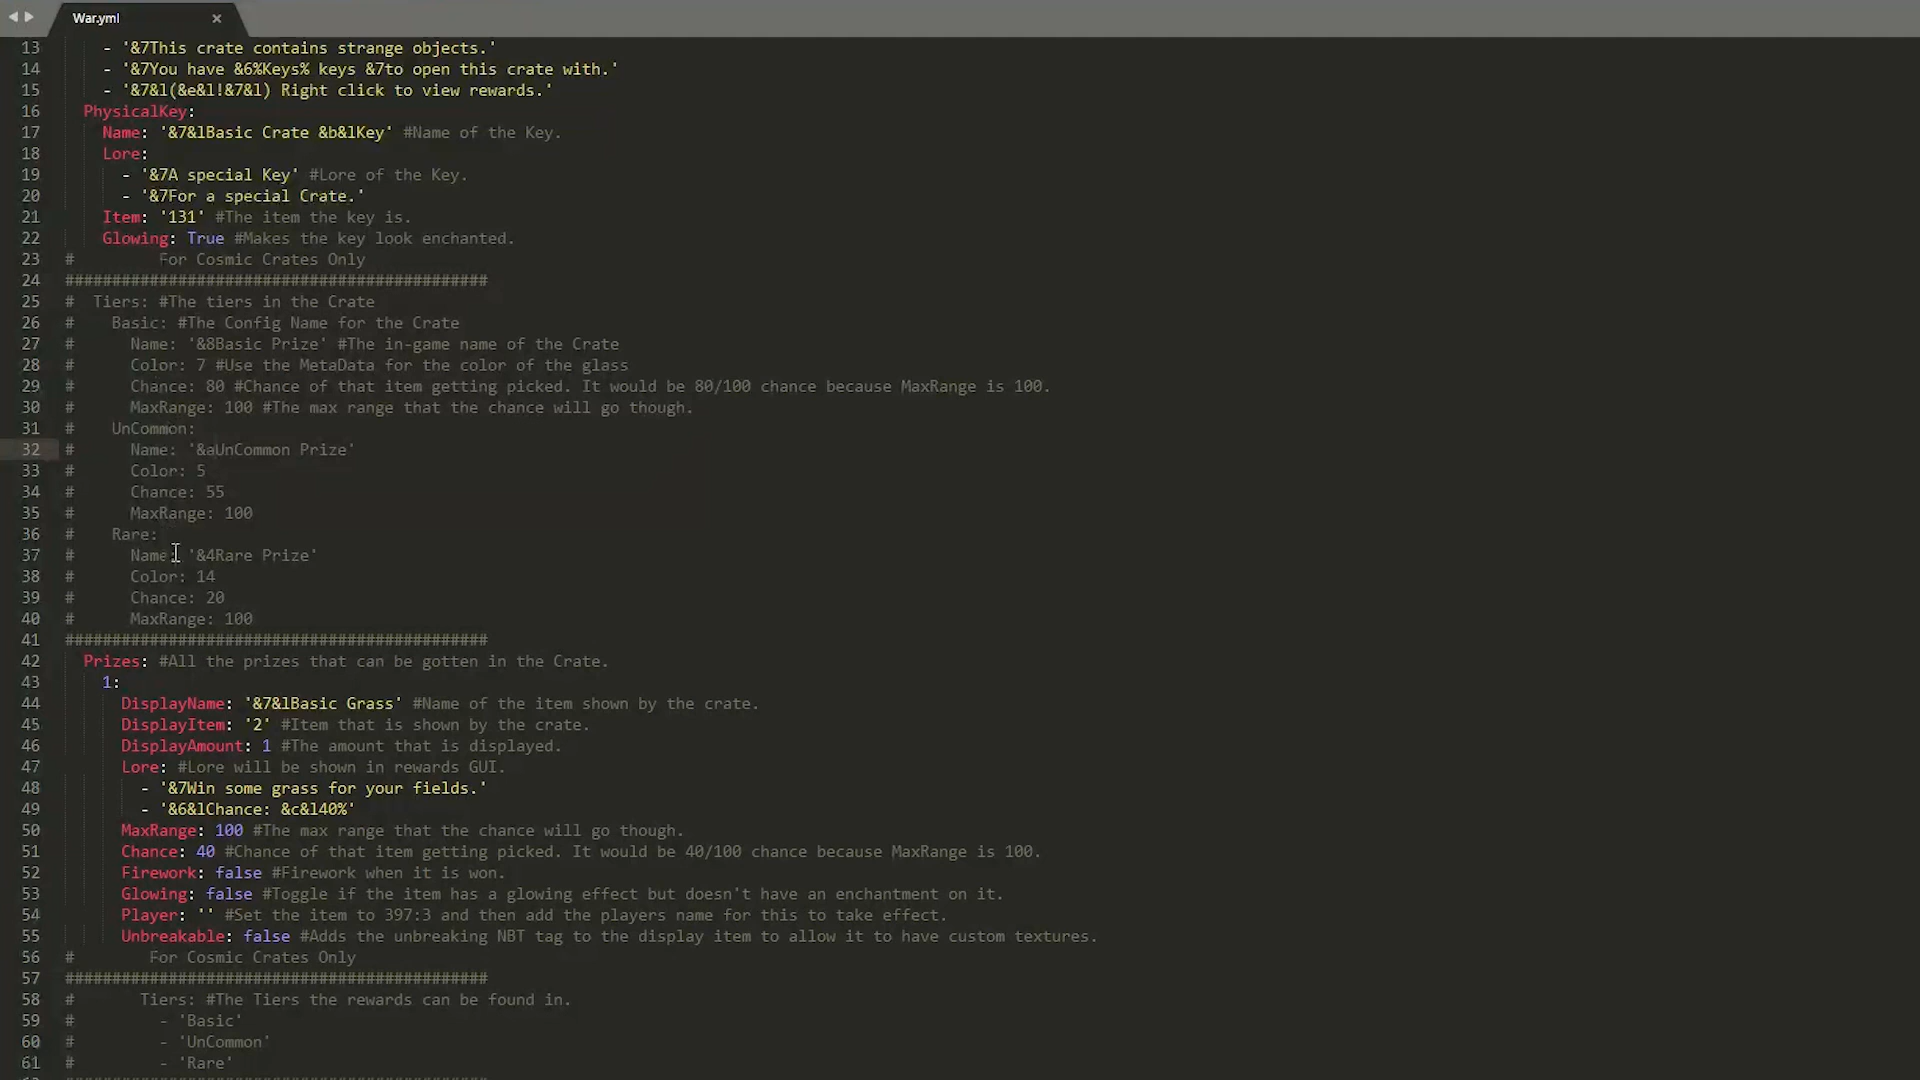 War.yml ×
13 - '&7This crate contains strange objects.'
14 - '&7You have &6%Keys% keys &7to open this crate with.'
15 - '&7&l(&e&l!&7&l) Right click to view rewards.'
16 PhysicalKey:
17 Name: '&7&lBasic Crate &b&lKey' #Name of the Key.
18 Lore:
19 - '&7A special Key' #Lore of the Key.
20 - '&7For a special Crate.'
21 Item: '131' #The item the key is.
22 Glowing: True #Makes the key look enchanted.
23 # For Cosmic Crates Only
24 #############################################
25 # Tiers: #The tiers in the Crate
26 # Basic: #The Config Name for the Crate
27 # Name: '&8Basic Prize' #The in-game name of the Crate
28 # Color: 7 #Use the MetaData for the color of the glass
29 # Chance: 80 #Chance of that item getting picked. It would be 80/100 chance because MaxRange is 100.
30 # MaxRange: 100 #The max range that the chance will go though.
31 # UnCommon:
32 # Name: '&aUnCommon Prize'
33 # Color: 5
34 # Chance: 55
35 # MaxRange: 100
36 # Rare:
37 # Name: '&4Rare Prize'
38 # Color: 14
39 # Chance: 20
40 # MaxRange: 100
41 #############################################
42 Prizes: #All the prizes that can be gotten in the Crate.
43 1:
44 DisplayName: '&7&lBasic Grass' #Name of the item shown by the crate.
45 DisplayItem: '2' #Item that is shown by the crate.
46 DisplayAmount: 1 #The amount that is displayed.
47 Lore: #Lore will be shown in rewards GUI.
48 - '&7Win some grass for your fields.'
49 - '&6&lChance: &c&l40%'
50 MaxRange: 100 #The max range that the chance will go though.
51 Chance: 40 #Chance of that item getting picked. It would be 40/100 chance because MaxRange is 100.
52 Firework: false #Firework when it is won.
53 Glowing: false #Toggle if the item has a glowing effect but doesn't have an enchantment on it.
54 Player: '' #Set the item to 397:3 and then add the players name for this to take effect.
55 Unbreakable: false #Adds the unbreaking NBT tag to the display item to allow it to have custom textures.
56 # For Cosmic Crates Only
57 #############################################
58 # Tiers: #The Tiers the rewards can be found in.
59 # - 'Basic'
60 # - 'UnCommon'
61 # - 'Rare'